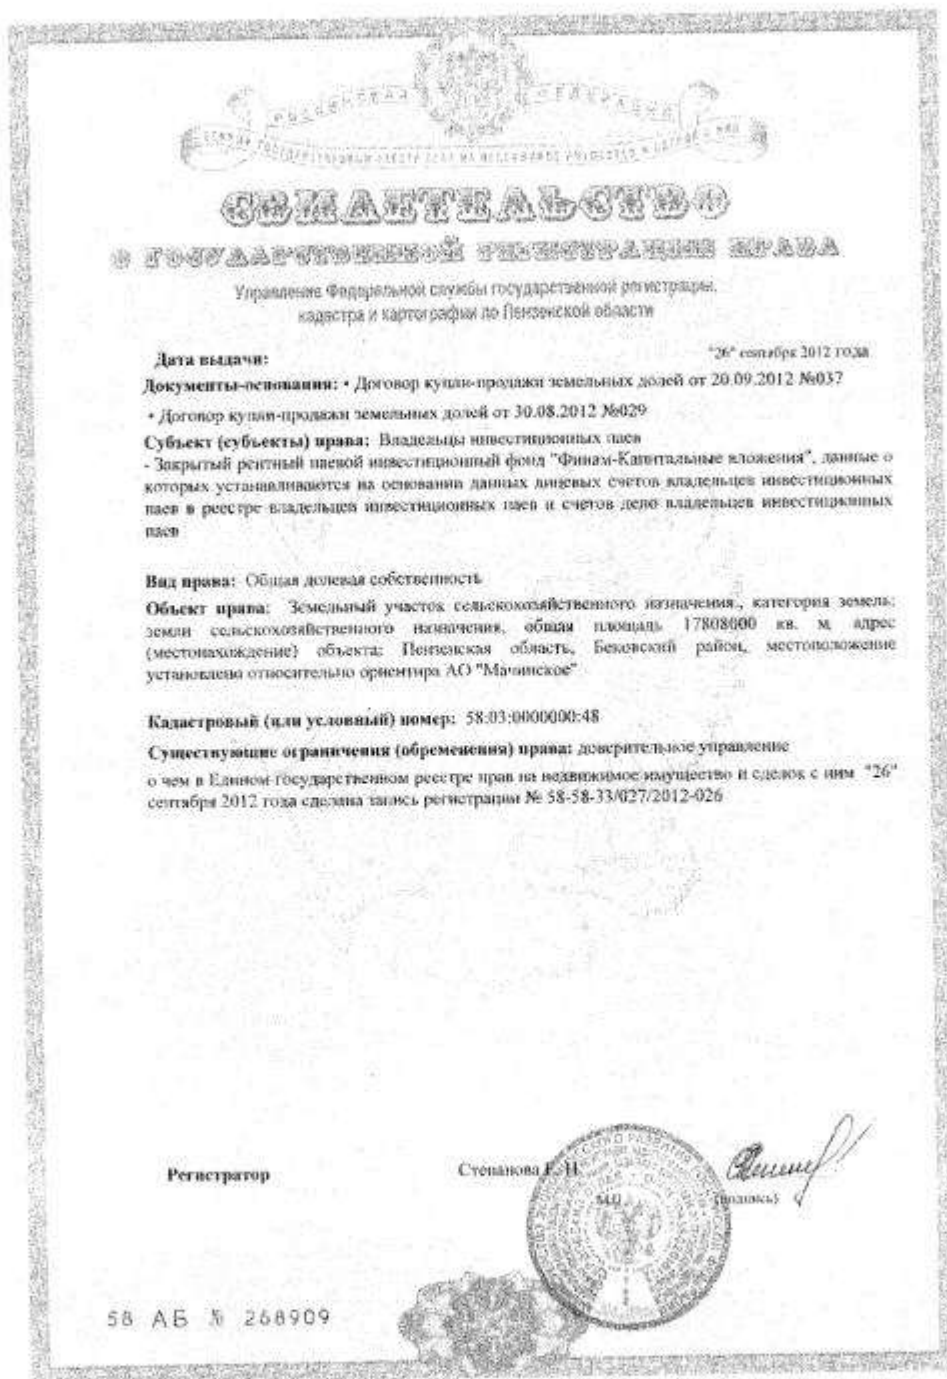 РОССИЙСКАЯ ФЕДЕРАЦИЯ
СВИДЕТЕЛЬСТВО
О ГОСУДАРСТВЕННОЙ РЕГИСТРАЦИИ ПРАВА
Управление Федеральной службы государственной регистрации,
кадастра и картографии по Пензенской области
Дата выдачи: "26" сентября 2012 года
Документы-основания: • Договор купли-продажи земельных долей от 20.09.2012 №037
• Договор купли-продажи земельных долей от 30.08.2012 №029
Субъект (субъекты) права: Владельцы инвестиционных паев
- Закрытый рентный паевой инвестиционный фонд "Финам-Капитальные вложения", данные о
которых устанавливаются на основании данных лицевых счетов владельцев инвестиционных
паев в реестре владельцев инвестиционных паев и счетов депо владельцев инвестиционных
паев
Вид права: Общая долевая собственность
Объект права: Земельный участок сельскохозяйственного назначения., категория земель:
земли сельскохозяйственного назначения, общая площадь 17808000 кв. м, адрес
(местонахождение) объекта: Пензенская область, Бековский район, местоположение
установлено относительно ориентира АО "Мачинское"
Кадастровый (или условный) номер: 58:03:0000000:48
Существующие ограничения (обременения) права: доверительное управление
о чем в Едином государственном реестре прав на недвижимое имущество и сделок с ним "26"
сентября 2012 года сделана запись регистрации № 58-58-33/027/2012-026
Регистратор Степанова Е. Н.
М.П. (подпись)
58 АБ № 268909